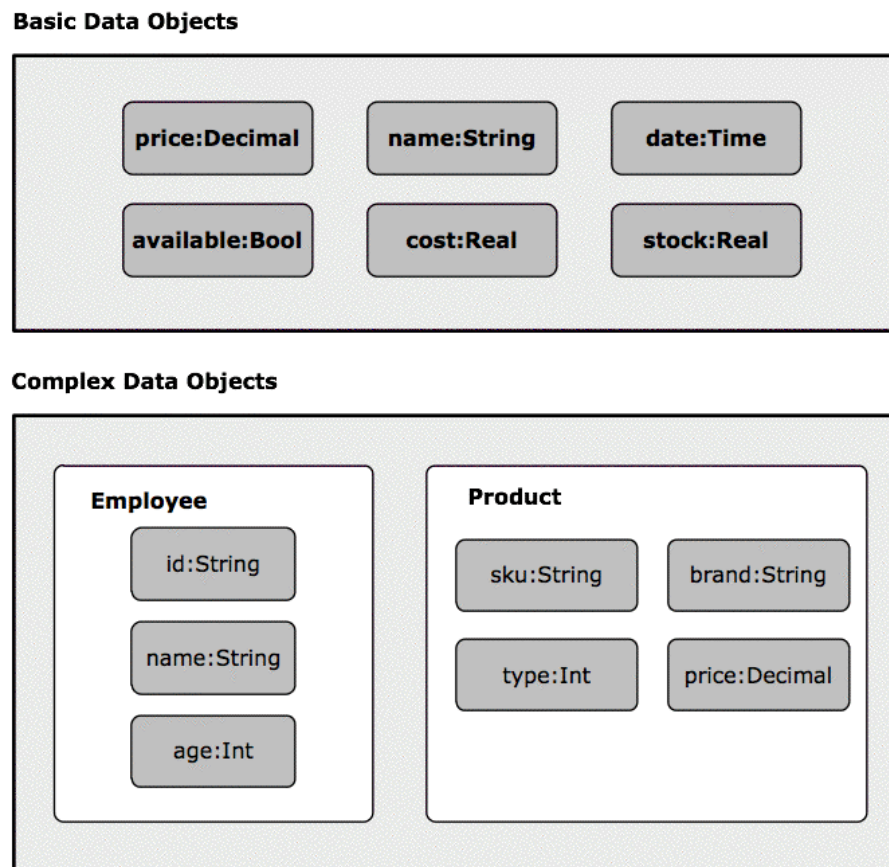 Basic Data Objects
price:Decimal
name:String
date:Time
available:Bool
cost:Real
stock:Real
Complex Data Objects
Employee
id:String
name:String
age:Int
Product
sku:String
brand:String
type:Int
price:Decimal